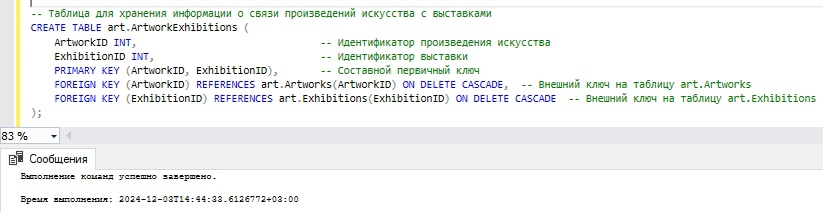 -- Таблица для хранения информации о связи произведений искусства с выставками
CREATE TABLE art.ArtworkExhibitions (
ArtworkID INT, -- Идентификатор произведения искусства
ExhibitionID INT, -- Идентификатор выставки
PRIMARY KEY (ArtworkID, ExhibitionID), -- Составной первичный ключ
FOREIGN KEY (ArtworkID) REFERENCES art.Artworks(ArtworkID) ON DELETE CASCADE, -- Внешний ключ на таблицу art.Artworks
FOREIGN KEY (ExhibitionID) REFERENCES art.Exhibitions(ExhibitionID) ON DELETE CASCADE -- Внешний ключ на таблицу art.Exhibitions
);
83 %
Сообщения
Выполнение команд успешно завершено.
Время выполнения: 2024-12-03T14:44:33.6126772+03:00